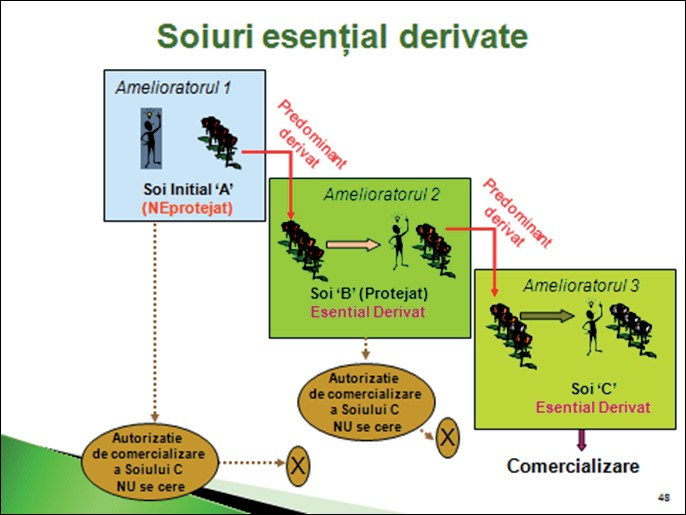 Soiuri esențial derivate
Amelioratorul 1
Soi Initial ‘A’
(NEprotejat)
Predominant
derivat
Amelioratorul 2
Soi ‘B’ (Protejat)
Esential Derivat
Predominant
derivat
Amelioratorul 3
Soi ‘C’
Esential Derivat
Autorizatie
de comercializare
a Soiului C
NU se cere
X
Autorizatie
de comercializare
a Soiului C
NU se cere
X
Comercializare
48